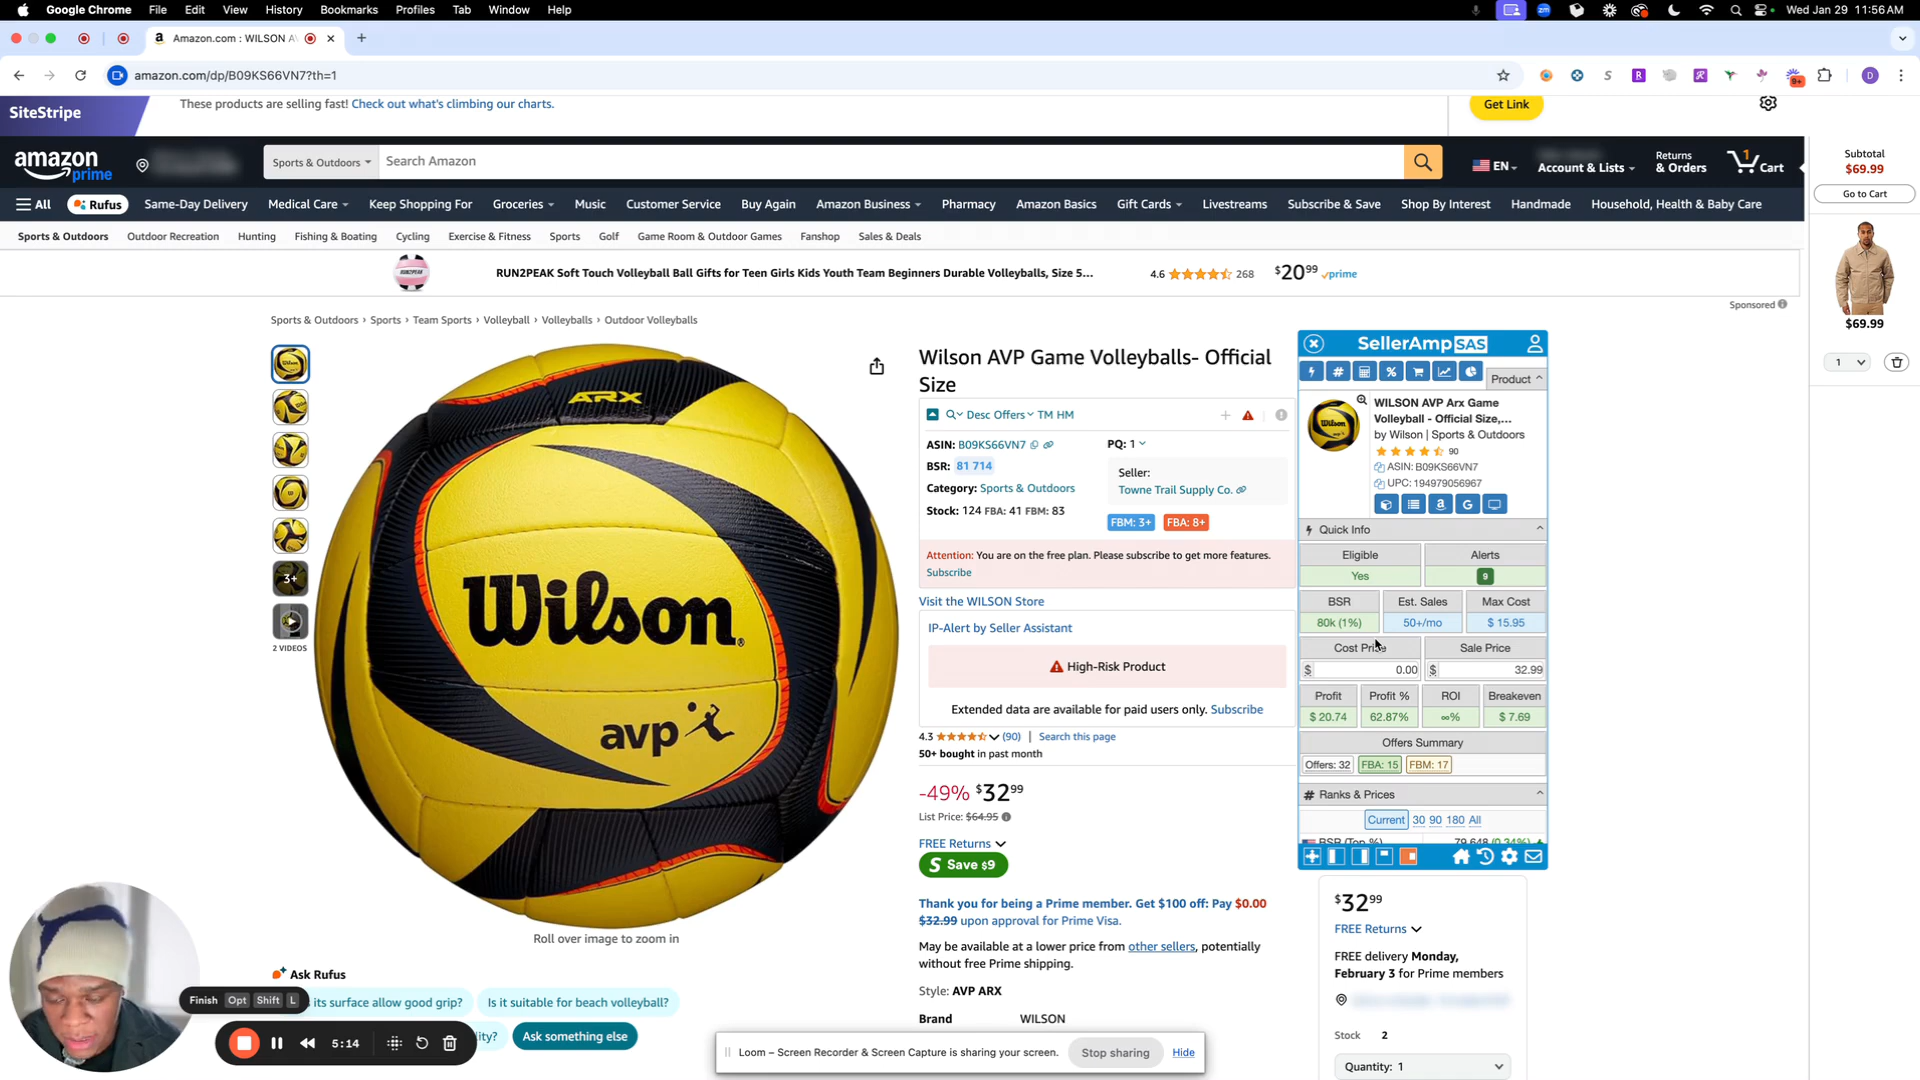 Google Chrome File Edit View History Bookmarks Profiles Tab Window Help
Wed Jan 29 11:56 AM
Amazon.com : WILSON AV
amazon.com/dp/B09KS66VN7?th=1
9+
D
SiteStripe
These products are selling fast! Check out what's climbing our charts.
Get Link
amazon prime
Sports & Outdoors
Search Amazon
EN
Account & Lists
Returns
& Orders
1
Cart
All
Rufus
Same-Day Delivery
Medical Care
Keep Shopping For
Groceries
Music
Customer Service
Buy Again
Amazon Business
Pharmacy
Amazon Basics
Gift Cards
Livestreams
Subscribe & Save
Shop By Interest
Handmade
Household, Health & Baby Care
Sports & Outdoors
Outdoor Recreation
Hunting
Fishing & Boating
Cycling
Exercise & Fitness
Sports
Golf
Game Room & Outdoor Games
Fanshop
Sales & Deals
RUN2PEAK
RUN2PEAK Soft Touch Volleyball Ball Gifts for Teen Girls Kids Youth Team Beginners Durable Volleyballs, Size 5...
4.6
268
$20.99
prime
Sponsored
Subtotal
$69.99
Go to Cart
$69.99
1
Sports & Outdoors › Sports › Team Sports › Volleyball › Volleyballs › Outdoor Volleyballs
3+
2 VIDEOS
ARX
Wilson®
avp
Roll over image to zoom in
Wilson AVP Game Volleyballs- Official
Size
Desc Offers TM HM
ASIN: B09KS66VN7
PQ: 1
BSR: 81 714
Category: Sports & Outdoors
Stock: 124 FBA: 41 FBM: 83
Seller:
Towne Trail Supply Co.
FBM: 3+
FBA: 8+
Attention: You are on the free plan. Please subscribe to get more features.
Subscribe
Visit the WILSON Store
IP-Alert by Seller Assistant
High-Risk Product
Extended data are available for paid users only. Subscribe
4.3
(90) | Search this page
50+ bought in past month
-49% $32.99
List Price: $64.95
FREE Returns
S Save $9
Thank you for being a Prime member. Get $100 off: Pay $0.00
$32.99 upon approval for Prime Visa.
May be available at a lower price from other sellers, potentially
without free Prime shipping.
Style: AVP ARX
Brand WILSON
SellerAmp SAS
Product
WILSON AVP Arx Game
Volleyball - Official Size,...
by Wilson | Sports & Outdoors
90
ASIN: B09KS66VN7
UPC: 194979056967
Quick Info
Eligible
Alerts
Yes
9
BSR
Est. Sales
Max Cost
80k (1%)
50+/mo
$ 15.95
Cost Price
Sale Price
$ 0.00
$ 32.99
Profit
Profit %
ROI
Breakeven
$ 20.74
62.87%
∞%
$ 7.69
Offers Summary
Offers: 32
FBA: 15
FBM: 17
Ranks & Prices
Current 30 90 180 All
BSR (Top %)
79,648 (0.34%)
$32.99
FREE Returns
FREE delivery Monday,
February 3 for Prime members
Stock 2
Quantity: 1
Ask Rufus
its surface allow good grip?
Is it suitable for beach volleyball?
lity?
Ask something else
Finish Opt Shift L
5:14
Loom – Screen Recorder & Screen Capture is sharing your screen.
Stop sharing
Hide